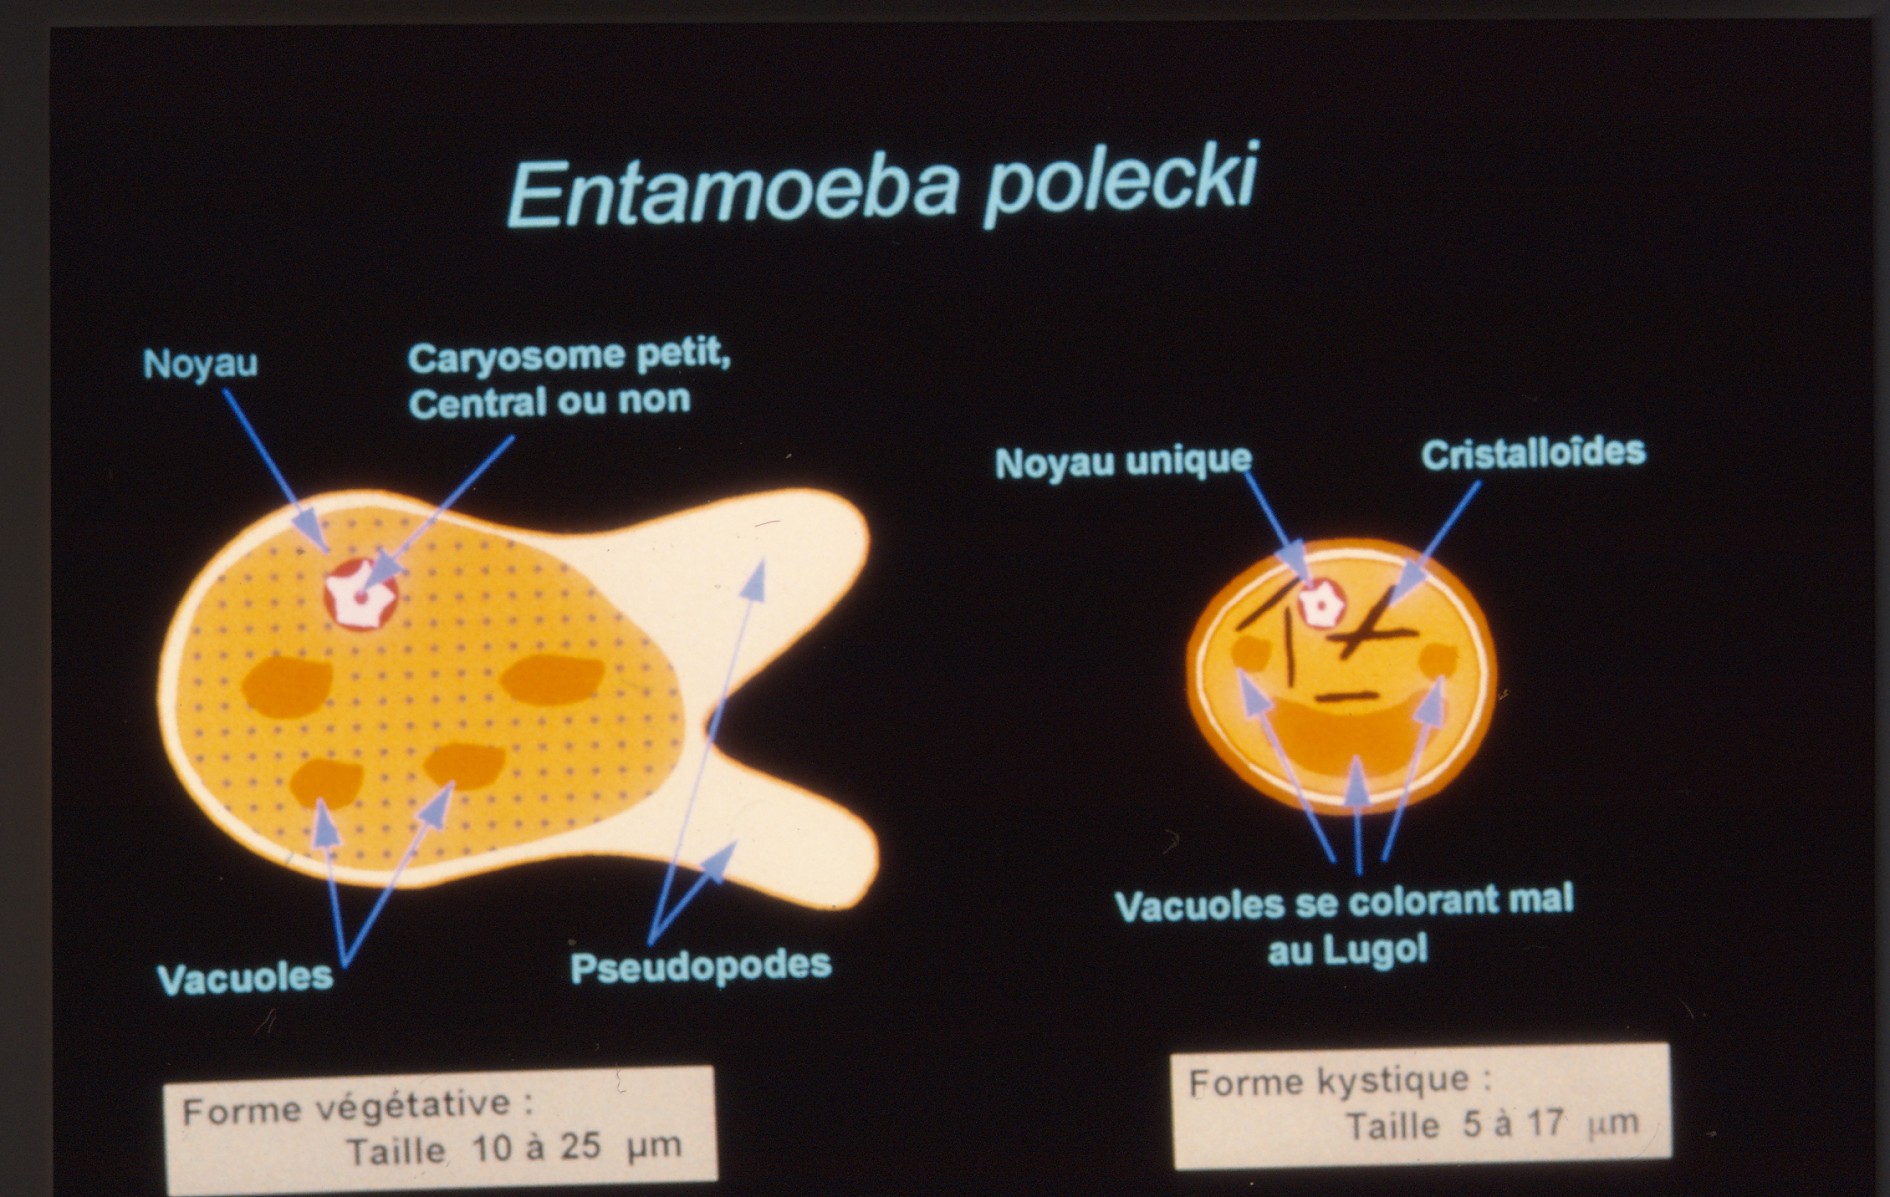 Entamoeba polecki
Noyau
Caryosome petit,
Central ou non
Noyau unique
Cristalloîdes
Vacuoles
Pseudopodes
Vacuoles se colorant mal
au Lugol
Forme végétative :
Taille 10 à 25 µm
Forme kystique :
Taille 5 à 17 µm